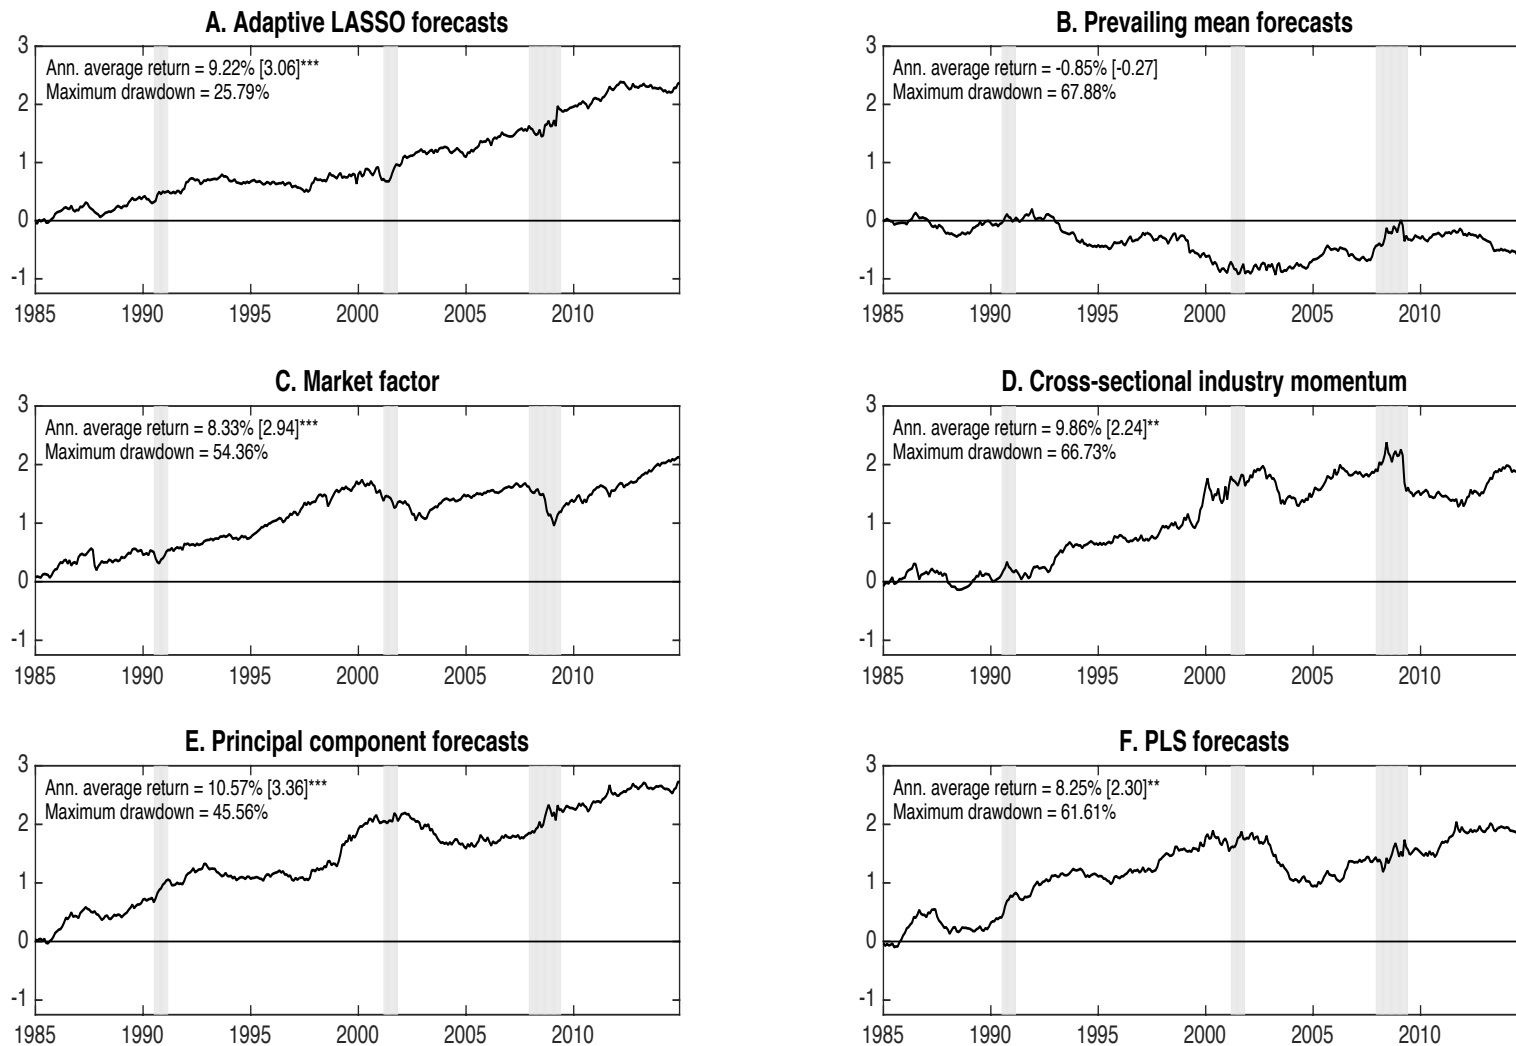 A. Adaptive LASSO forecasts
Ann. average return = 9.22% [3.06]***
Maximum drawdown = 25.79%
3
2
1
0
-1
1985 1990 1995 2000 2005 2010
B. Prevailing mean forecasts
Ann. average return = -0.85% [-0.27]
Maximum drawdown = 67.88%
3
2
1
0
-1
1985 1990 1995 2000 2005 2010
C. Market factor
Ann. average return = 8.33% [2.94]***
Maximum drawdown = 54.36%
3
2
1
0
-1
1985 1990 1995 2000 2005 2010
D. Cross-sectional industry momentum
Ann. average return = 9.86% [2.24]**
Maximum drawdown = 66.73%
3
2
1
0
-1
1985 1990 1995 2000 2005 2010
E. Principal component forecasts
Ann. average return = 10.57% [3.36]***
Maximum drawdown = 45.56%
3
2
1
0
-1
1985 1990 1995 2000 2005 2010
F. PLS forecasts
Ann. average return = 8.25% [2.30]**
Maximum drawdown = 61.61%
3
2
1
0
-1
1985 1990 1995 2000 2005 2010